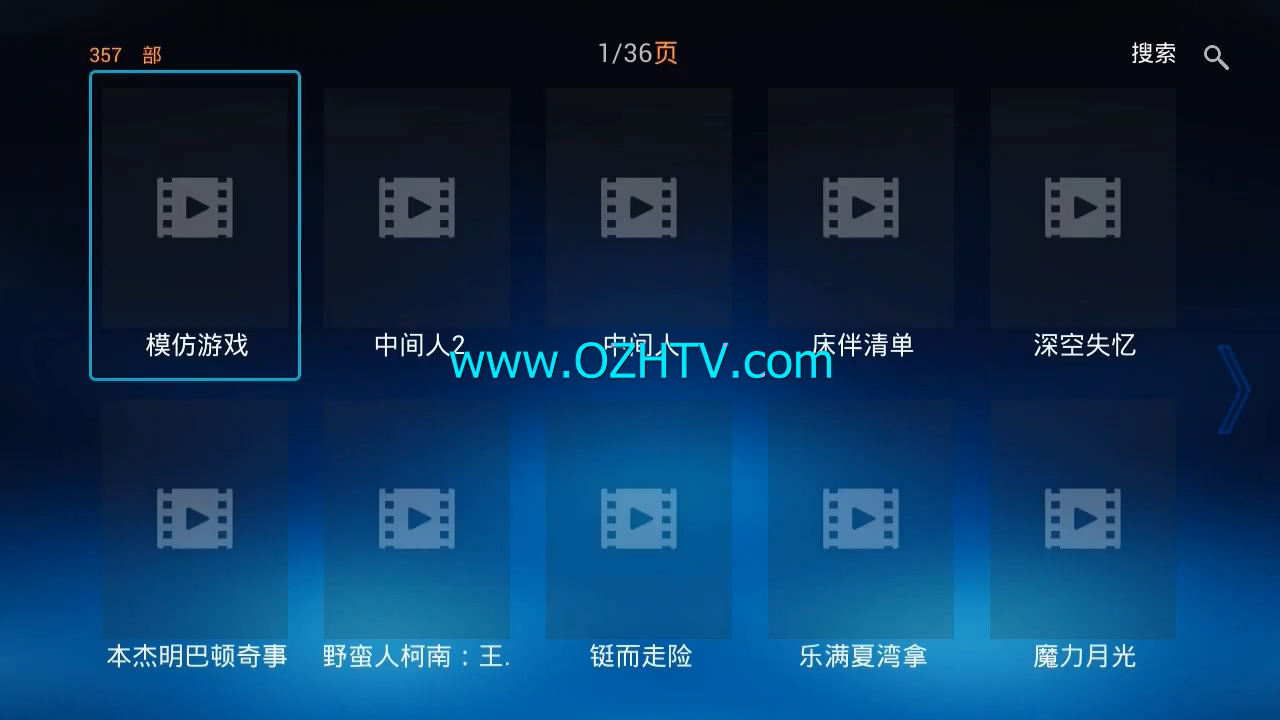 357 部
1/36页
搜索
模仿游戏
中间人2
中间人
床伴清单
深空失忆
www.OZHTV.com
本杰明巴顿奇事
野蛮人柯南：王.
铤而走险
乐满夏湾拿
魔力月光